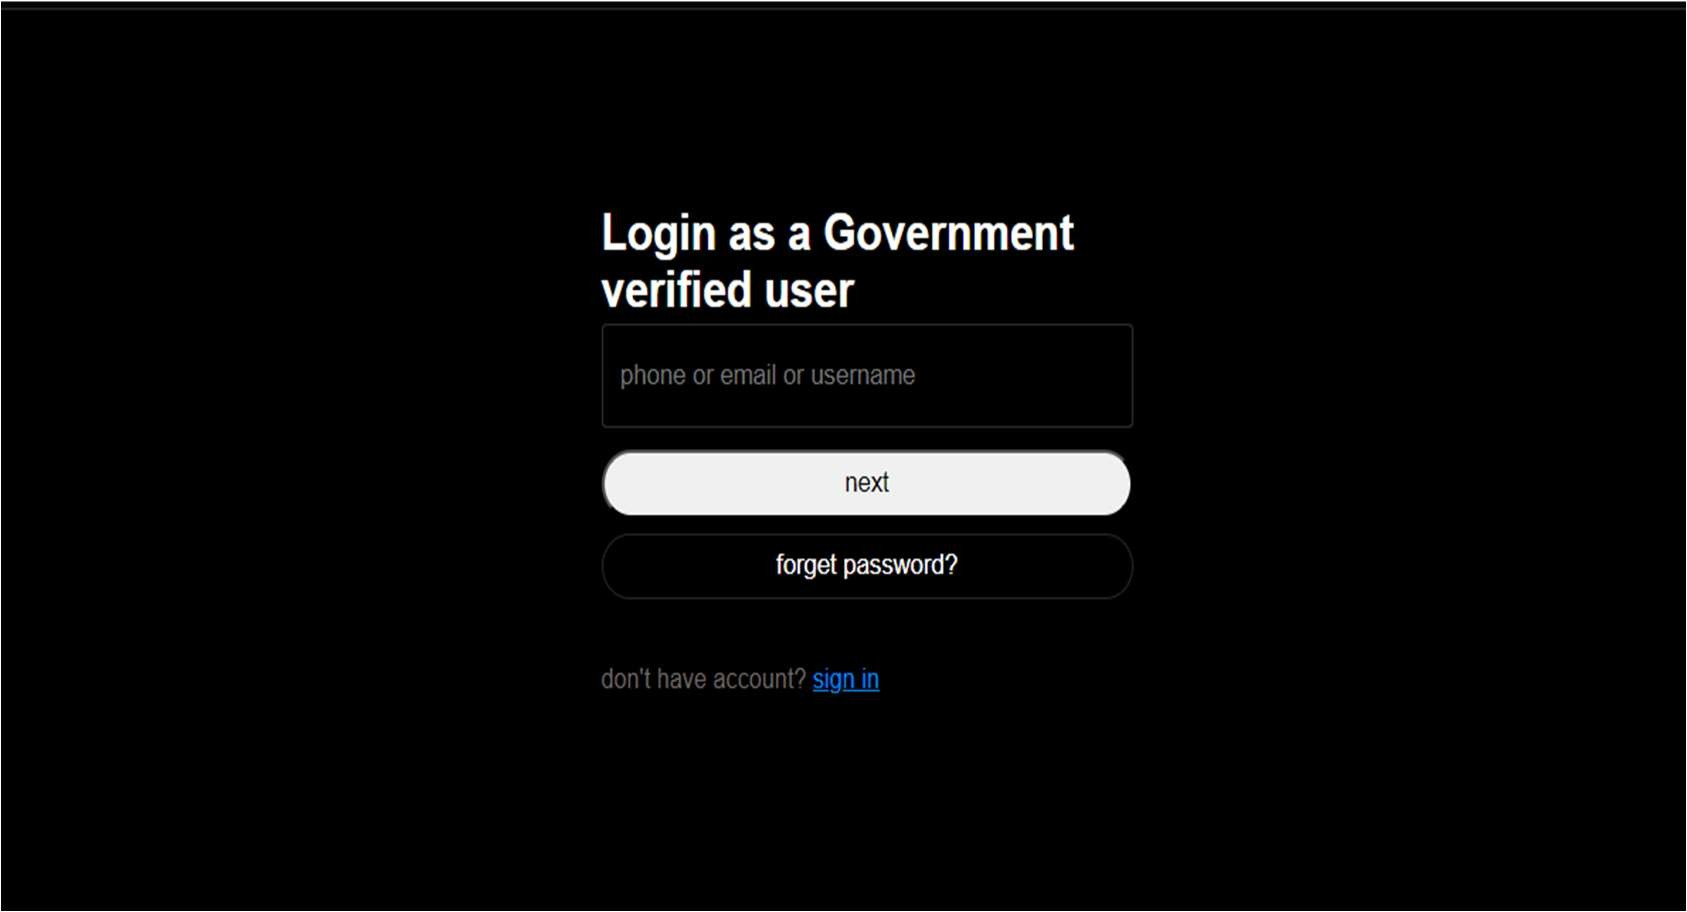 Login as a Government
verified user
phone or email or username
next
forget password?
don't have account? sign in